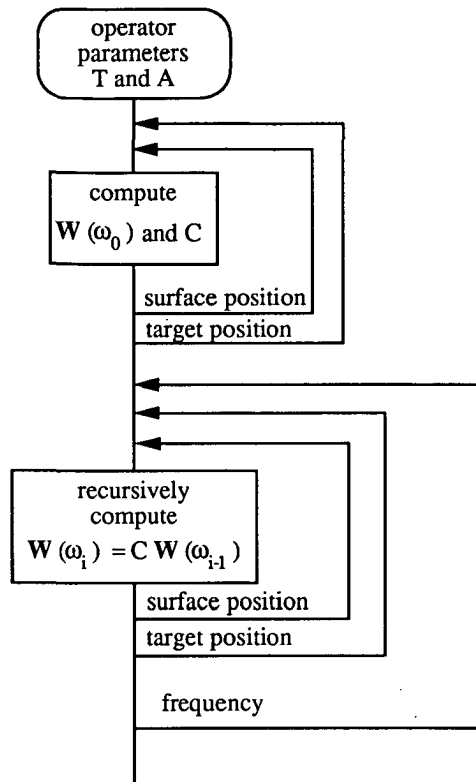 operator
parameters
T and A
compute
W (ω₀) and C
surface position
target position
recursively
compute
W (ωᵢ) = C W (ωᵢ₋₁)
surface position
target position
frequency